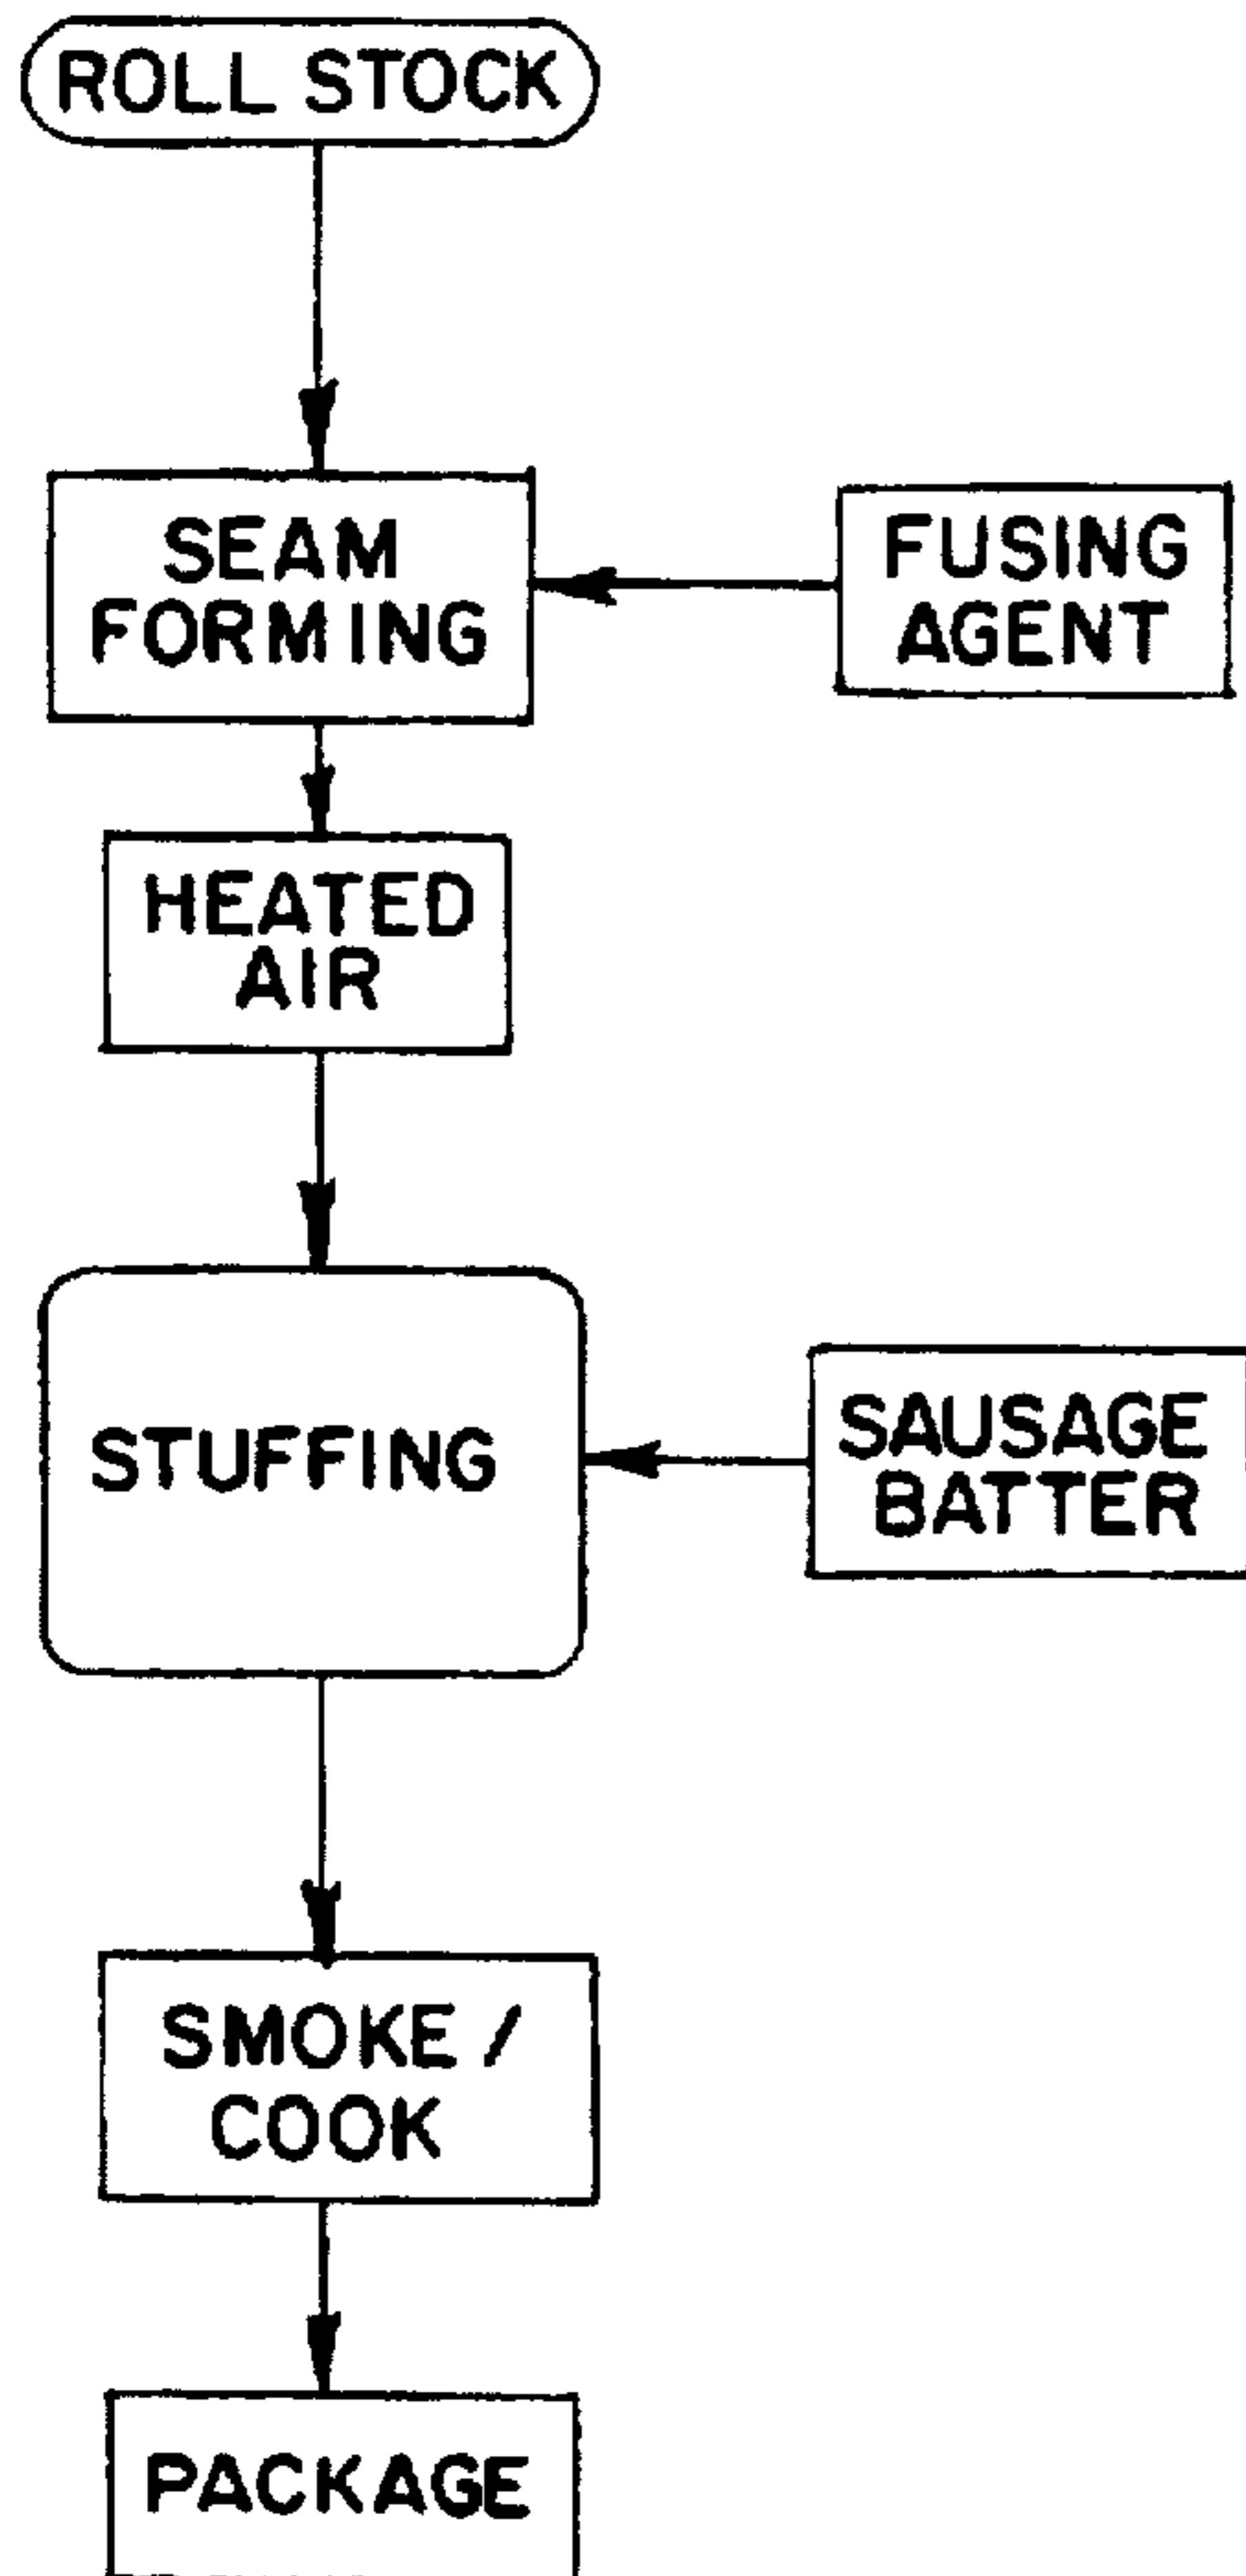 ROLL STOCK
SEAM
FORMING
FUSING
AGENT
HEATED
AIR
STUFFING
SAUSAGE
BATTER
SMOKE /
COOK
PACKAGE